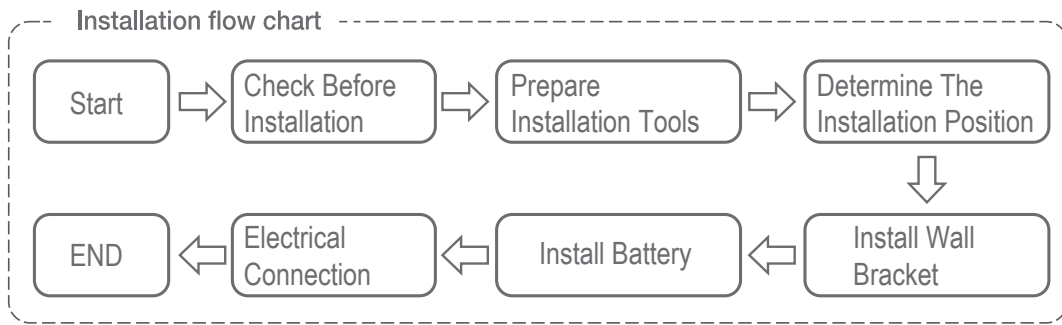 Installation flow chart
Start
Check Before
Installation
Prepare
Installation Tools
Determine The
Installation Position
Install Wall
Bracket
Install Battery
Electrical
Connection
END